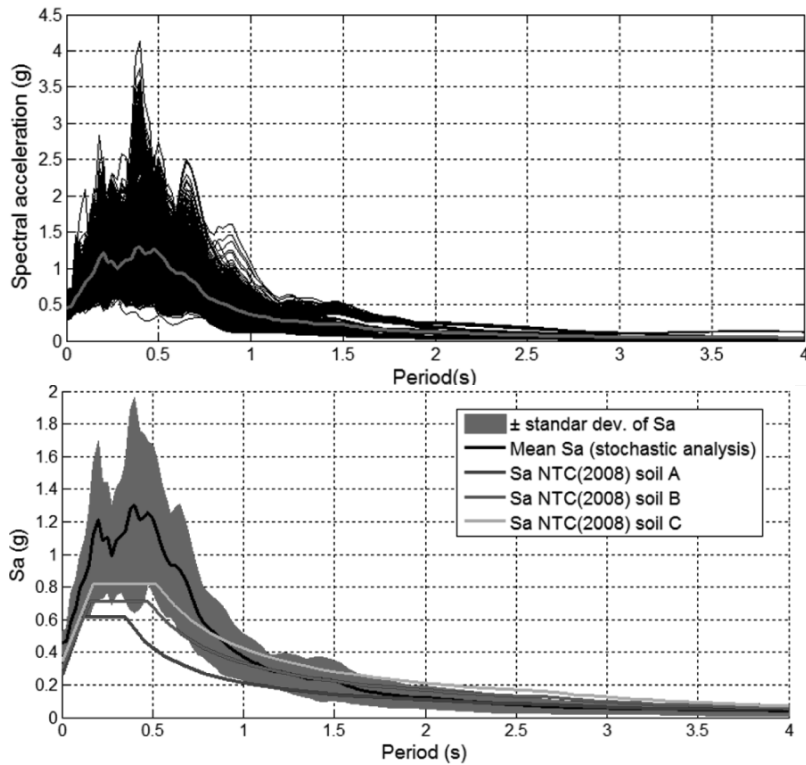 4.5
4
3.5
3
2.5
2
1.5
1
0.5
0
Spectral acceleration (g)
0 0.5 1 1.5 2 2.5 3 3.5 4
Period(s)
2
1.8
1.6
1.4
1.2
1
0.8
0.6
0.4
0.2
0
Sa (g)
± standar dev. of Sa
Mean Sa (stochastic analysis)
Sa NTC(2008) soil A
Sa NTC(2008) soil B
Sa NTC(2008) soil C
0 0.5 1 1.5 2 2.5 3 3.5 4
Period (s)